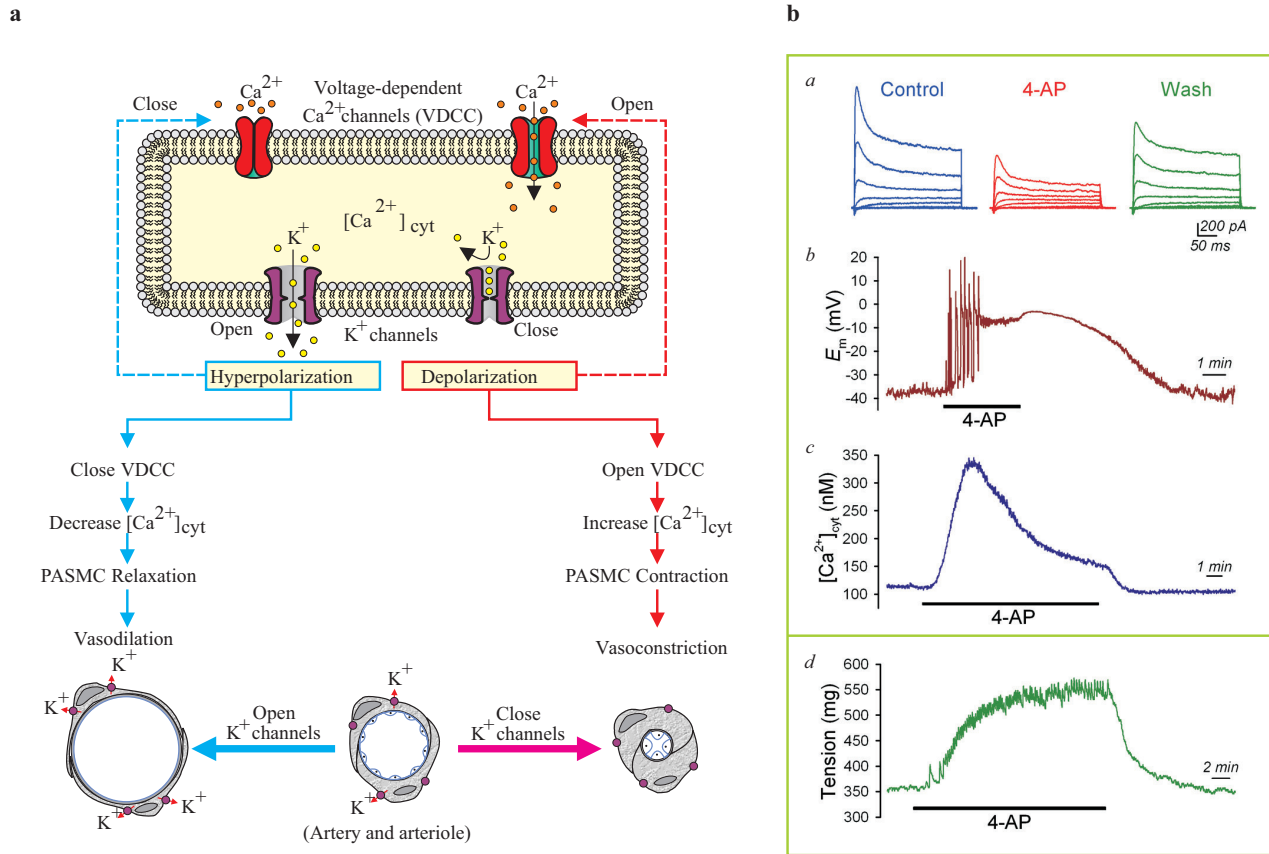 a
Ca2+
Voltage-dependent
Ca2+ channels (VDCC)
Ca2+
Close
Open
[Ca2+] cyt
K+
K+
Open
K+ channels
Close
Hyperpolarization
Depolarization
Close VDCC
Open VDCC
Decrease [Ca2+]cyt
Increase [Ca2+]cyt
PASMC Relaxation
PASMC Contraction
Vasodilation
Vasoconstriction
K+
K+
K+
K+
Open
K+ channels
K+
K+
Close
K+ channels
(Artery and arteriole)
b
a
Control
4-AP
Wash
200 pA
50 ms
b
Em (mV)
20
10
0
-10
-20
-30
-40
1 min
4-AP
c
[Ca2+]cyt (nM)
350
300
250
200
150
100
1 min
4-AP
d
Tension (mg)
600
550
500
450
400
350
300
2 min
4-AP